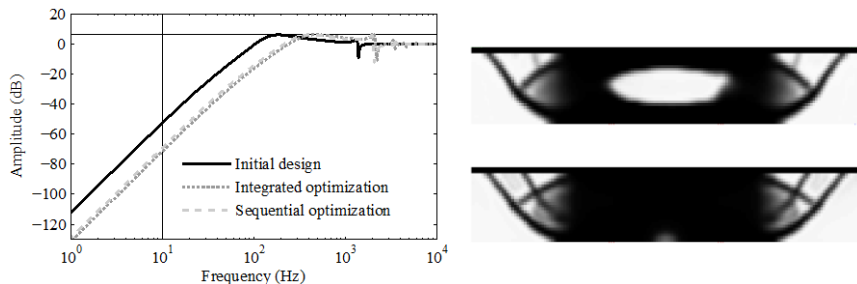 0
−20
−40
−60
−80
−100
−120
Amplitude (dB)
Initial design
Integrated optimization
Sequential optimization
10^0
10^1
10^2
10^3
10^4
Frequency (Hz)